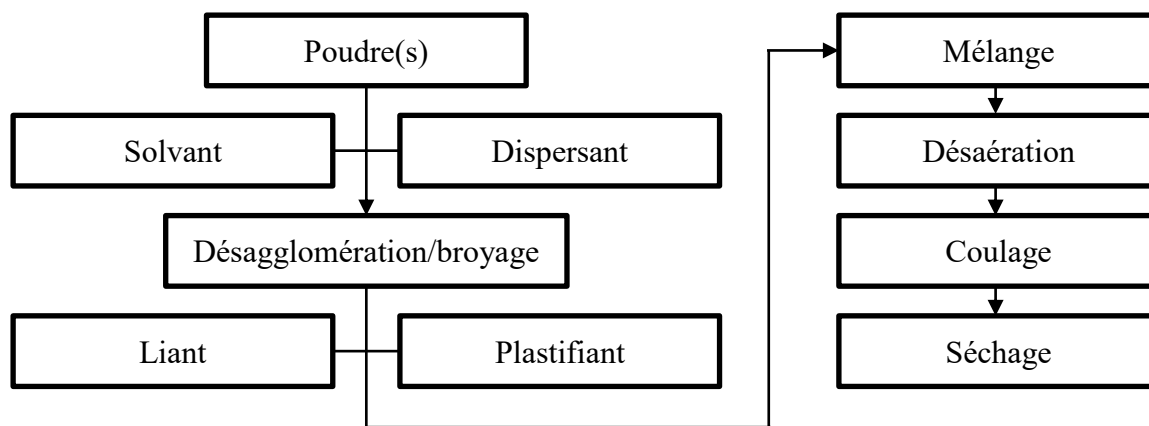 Poudre(s)
Solvant
Dispersant
Désagglomération/broyage
Liant
Plastifiant
Mélange
Désaération
Coulage
Séchage